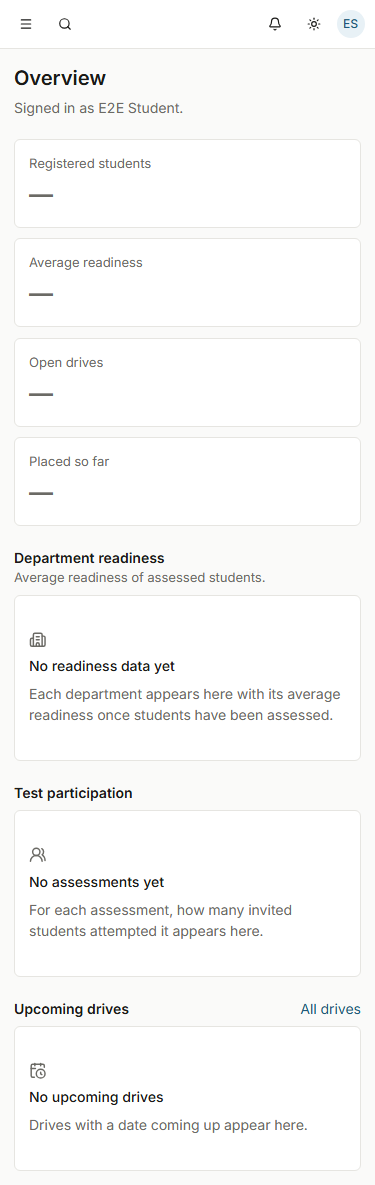 ES
Overview
Signed in as E2E Student.
Registered students
—
Average readiness
—
Open drives
—
Placed so far
—
Department readiness
Average readiness of assessed students.
No readiness data yet
Each department appears here with its average
readiness once students have been assessed.
Test participation
No assessments yet
For each assessment, how many invited
students attempted it appears here.
Upcoming drives
All drives
No upcoming drives
Drives with a date coming up appear here.